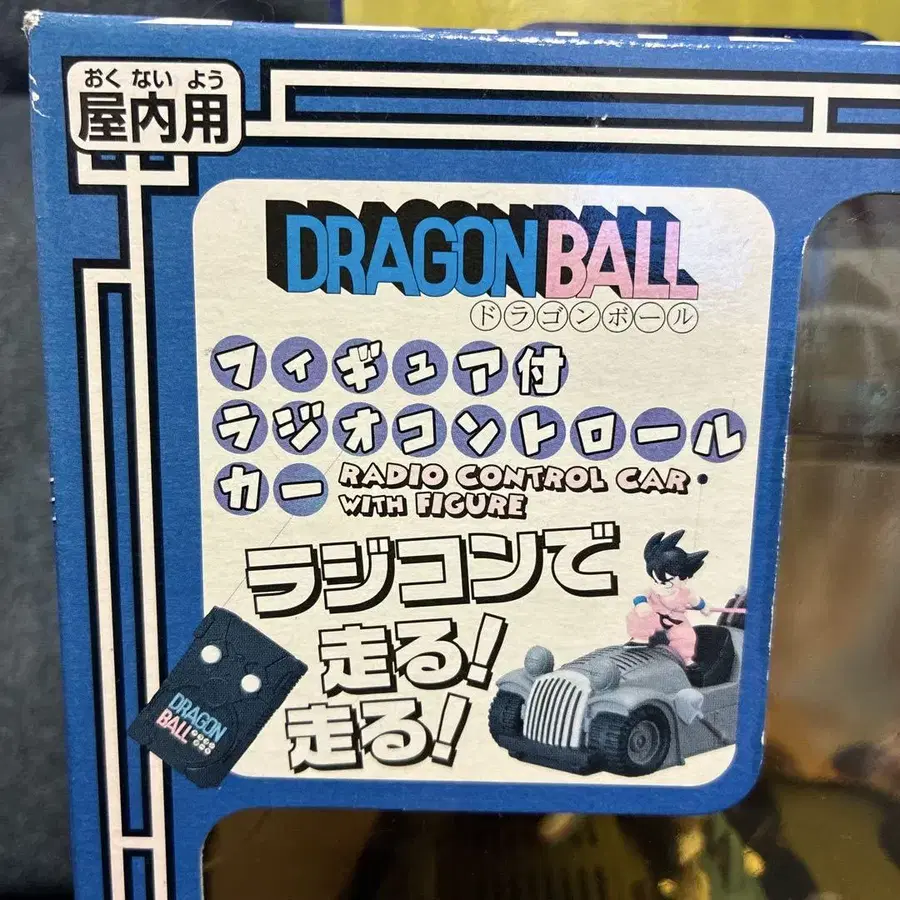 おく ない よう
屋内用
DRAGON BALL
ドラゴンボール
フィギュア付
ラジオコントロール
カー RADIO CONTROL CAR
WITH FIGURE
ラジコンで
走る!
走る!
DRAGON
BALL